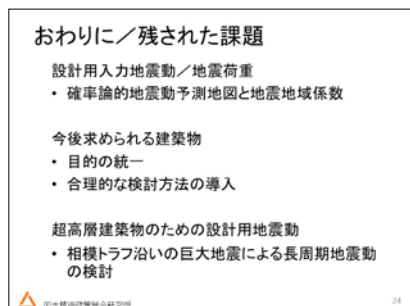 おわりに／残された課題
設計用入力地震動／地震荷重
• 確率論的地震動予測地図と地震地域係数
今後求められる建築物
• 目的の統一
• 合理的な検討方法の導入
超高層建築物のための設計用地震動
• 相模トラフ沿いの巨大地震による長周期地震動
の検討
24